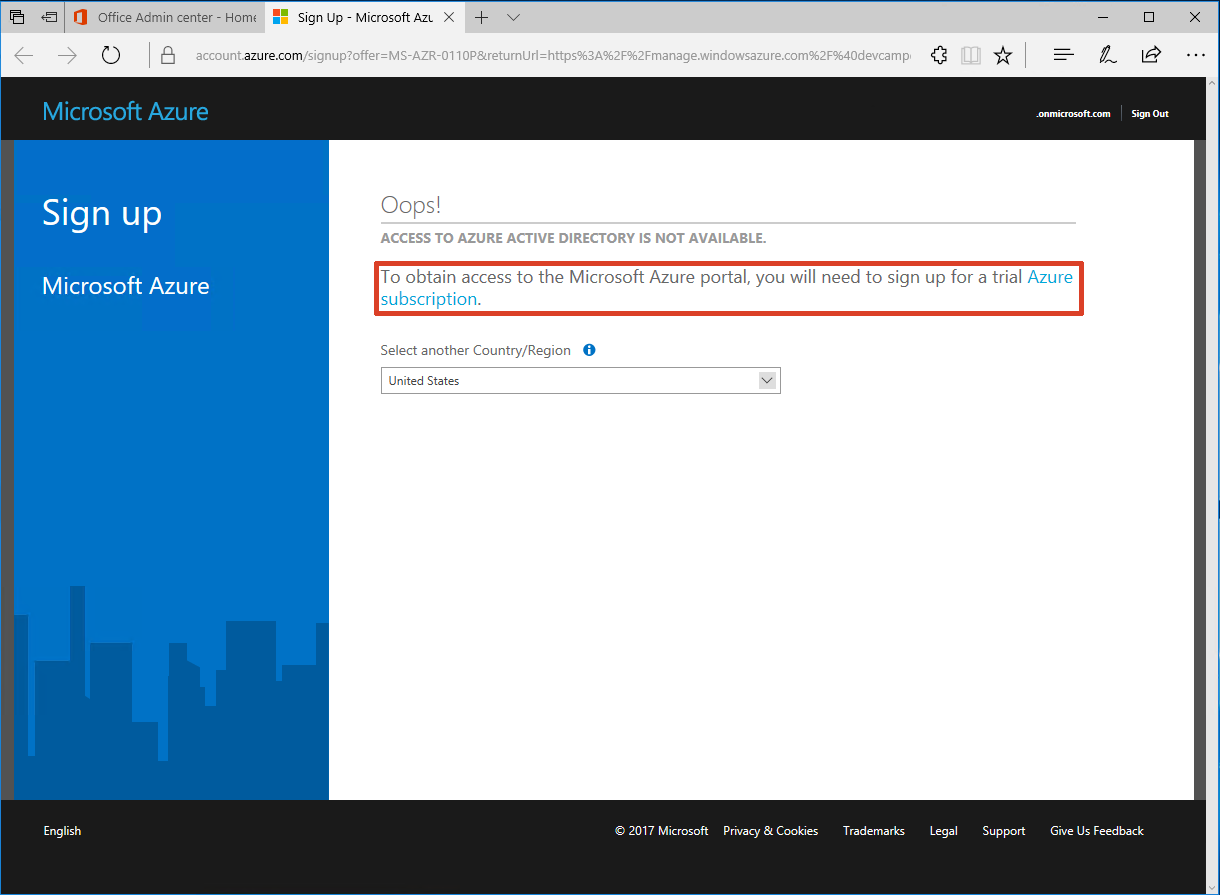 Office Admin center - Home
Sign Up - Microsoft Azu
account.azure.com/signup?offer=MS-AZR-0110P&returnUrl=https%3A%2F%2Fmanage.windowsazure.com%2F%40devcamp
Microsoft Azure
.onmicrosoft.com
Sign Out
Sign up
Microsoft Azure
Oops!
ACCESS TO AZURE ACTIVE DIRECTORY IS NOT AVAILABLE.
To obtain access to the Microsoft Azure portal, you will need to sign up for a trial Azure
subscription.
Select another Country/Region
United States
English
© 2017 Microsoft
Privacy & Cookies
Trademarks
Legal
Support
Give Us Feedback